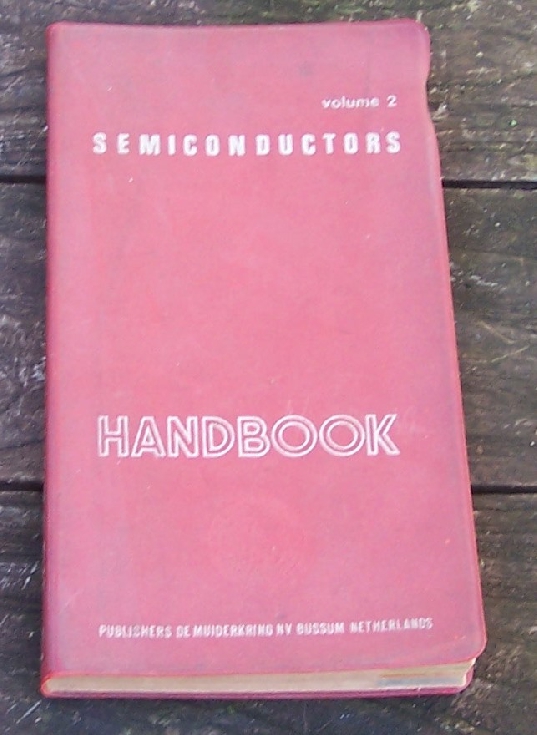 volume 2
SEMICONDUCTORS
HANDBOOK
PUBLISHERS DE MUIDERKRING NV BUSSUM NETHERLANDS